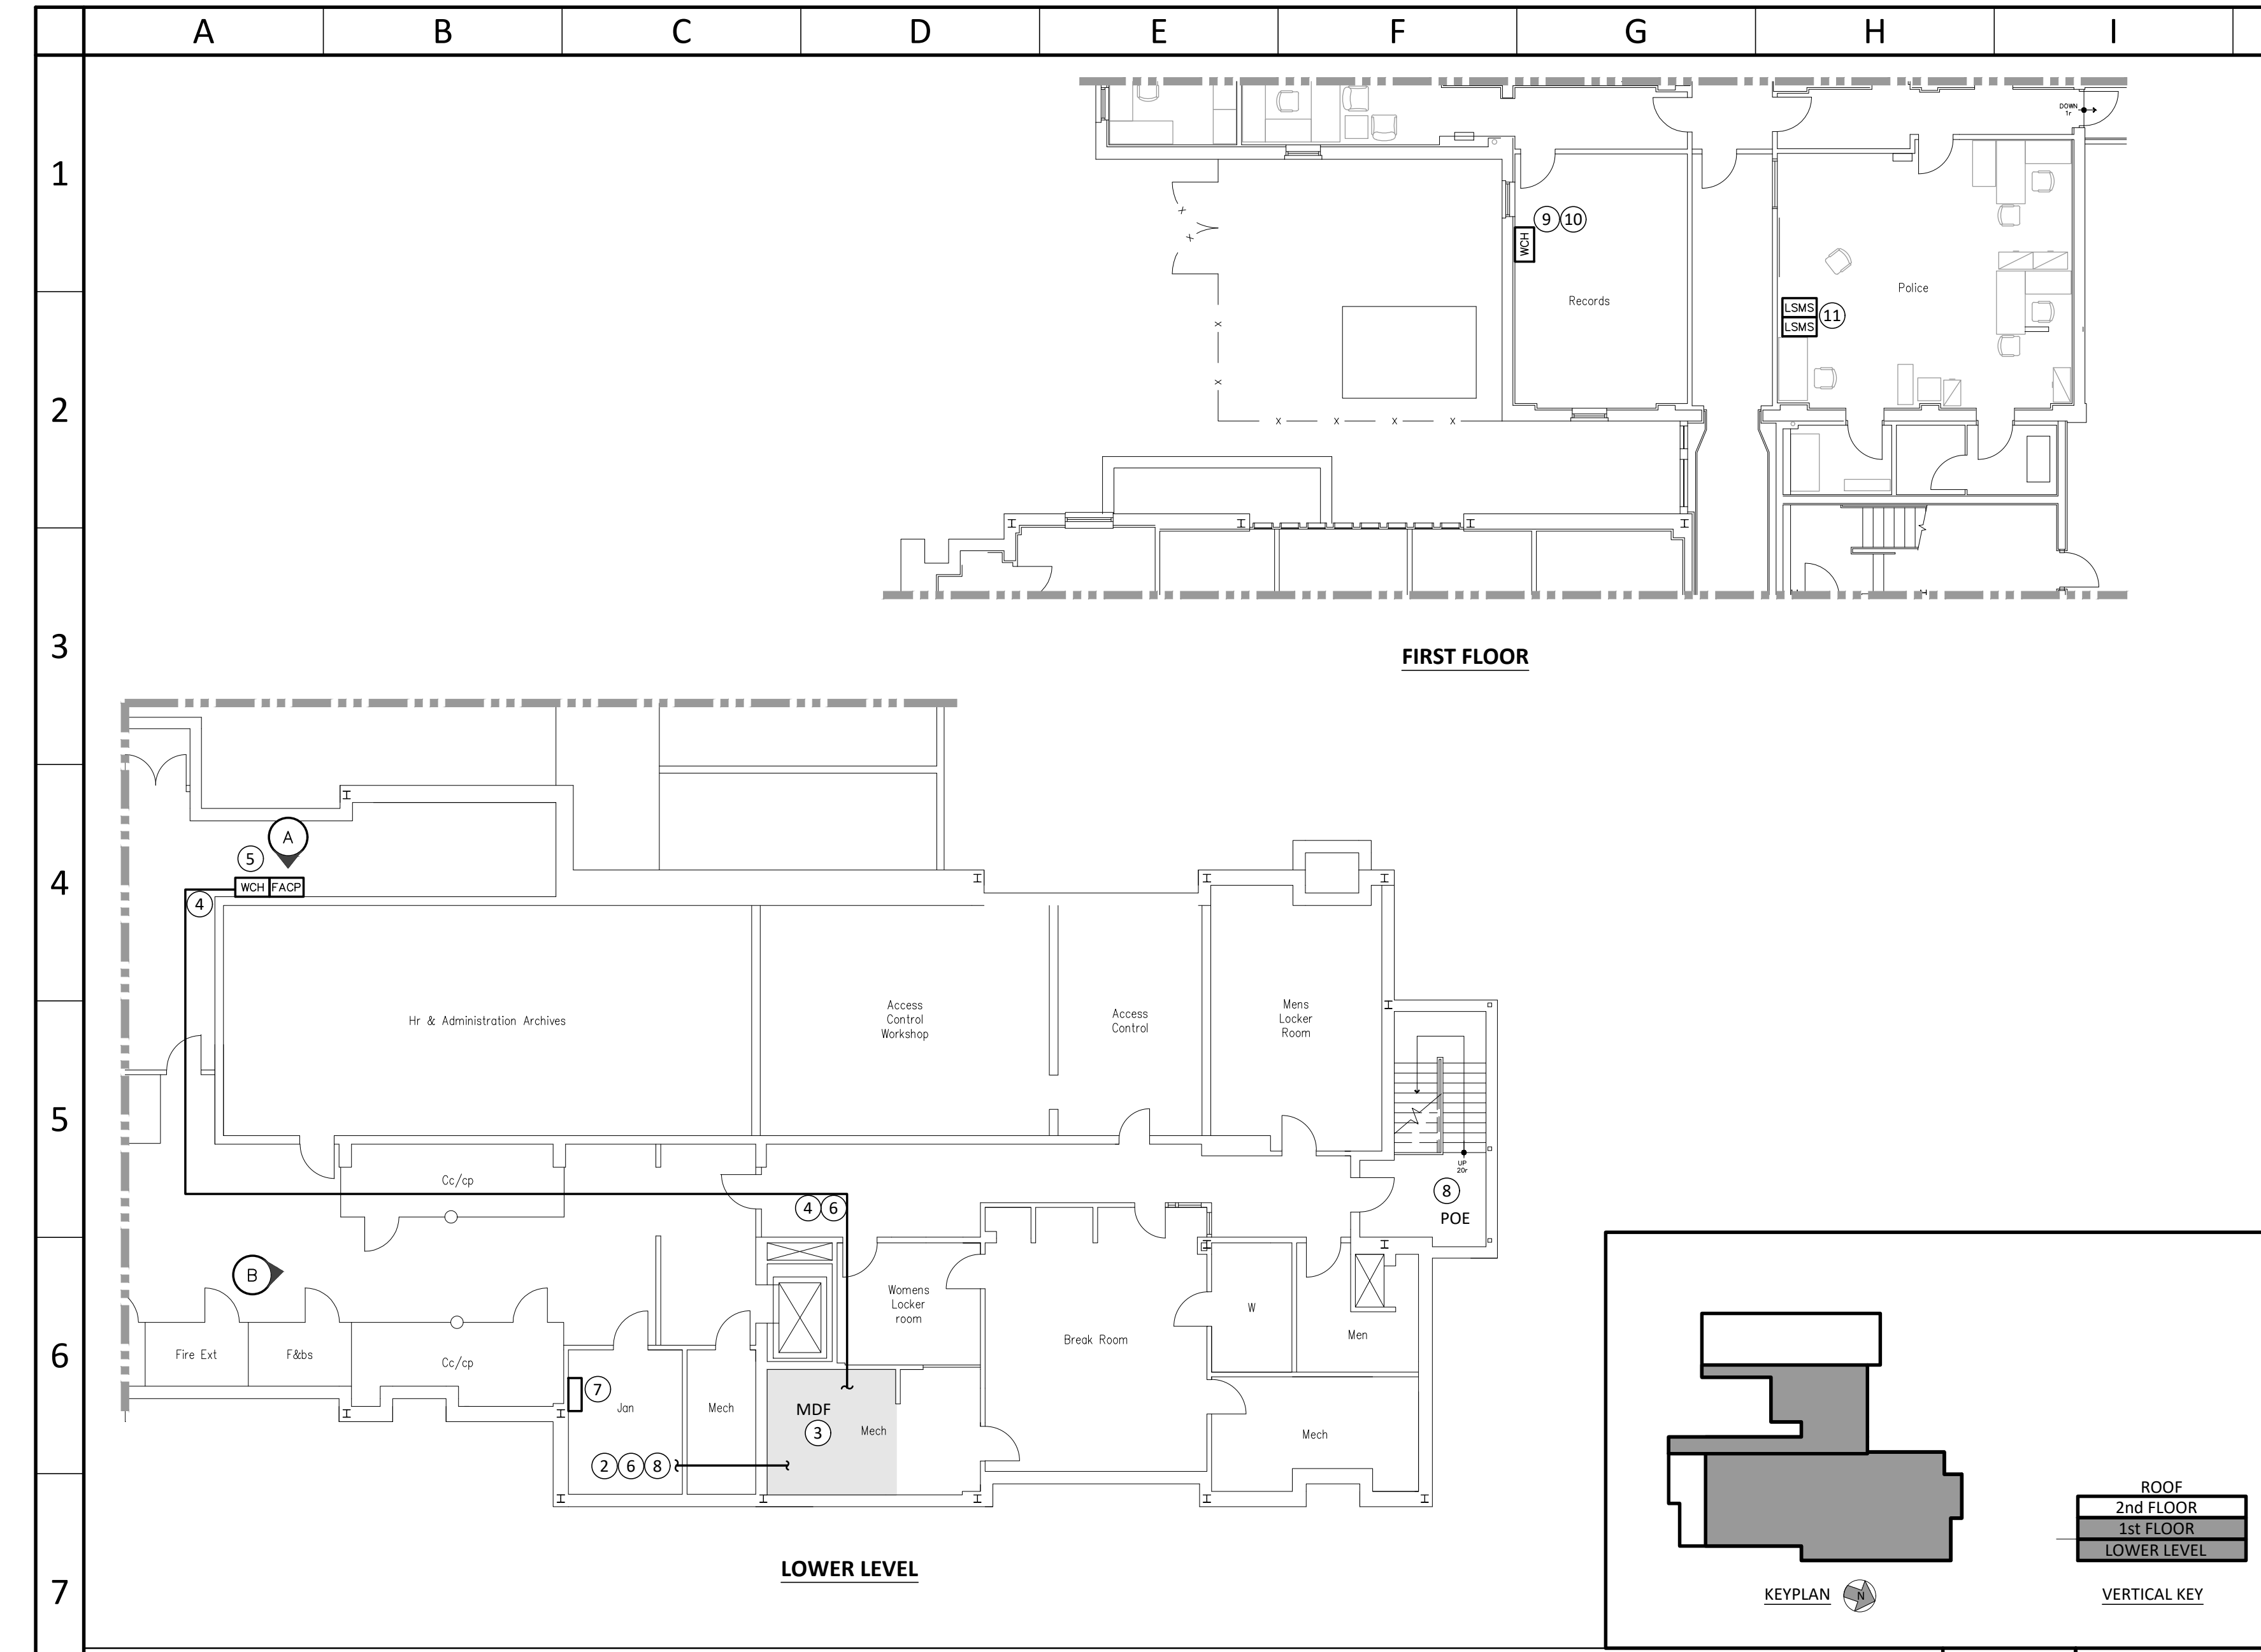 A
B
C
D
E
F
G
H
I
1
2
3
4
5
6
7
DOWN
1r
9 10
WCH
Records
Police
LSMS
LSMS
11
X
X
X
X
X X X X
FIRST FLOOR
A
5
WCH FACP
4
Hr & Administration Archives
Access
Control
Workshop
Access
Control
Mens
Locker
Room
UP
20r
8
POE
Cc/cp
4 6
B
Womens
Locker
room
W
Men
Break Room
Fire Ext
F&bs
Cc/cp
7
Jan
Mech
MDF
3
Mech
Mech
2 6 8
LOWER LEVEL
KEYPLAN
N
ROOF
2nd FLOOR
1st FLOOR
LOWER LEVEL
VERTICAL KEY